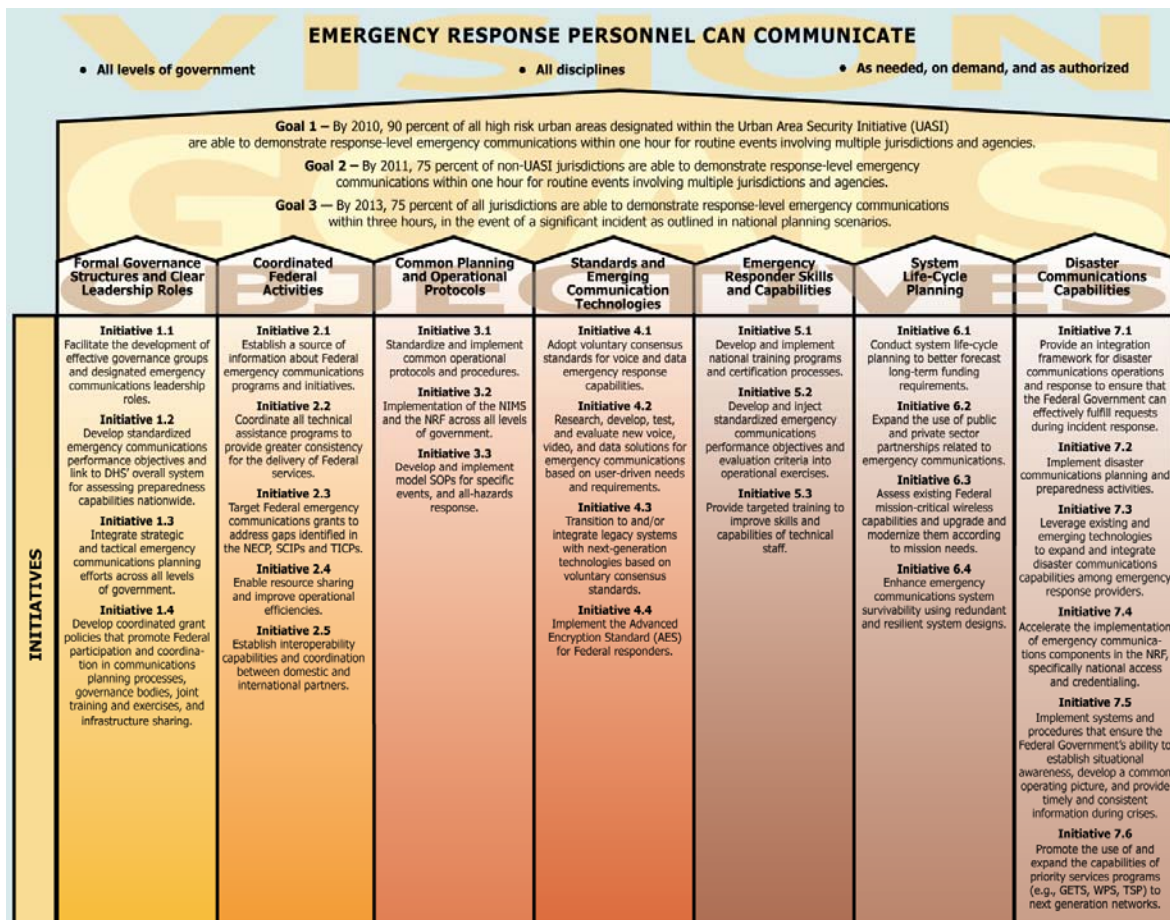 VISION
EMERGENCY RESPONSE PERSONNEL CAN COMMUNICATE
• All levels of government
• All disciplines
• As needed, on demand, and as authorized
GOALS
Goal 1 – By 2010, 90 percent of all high risk urban areas designated within the Urban Area Security Initiative (UASI)
are able to demonstrate response-level emergency communications within one hour for routine events involving multiple jurisdictions and agencies.
Goal 2 – By 2011, 75 percent of non-UASI jurisdictions are able to demonstrate response-level emergency
communications within one hour for routine events involving multiple jurisdictions and agencies.
Goal 3 — By 2013, 75 percent of all jurisdictions are able to demonstrate response-level emergency communications
within three hours, in the event of a significant incident as outlined in national planning scenarios.
OBJECTIVES
Formal Governance
Structures and Clear
Leadership Roles
Coordinated
Federal
Activities
Common Planning
and Operational
Protocols
Standards and
Emerging
Communication
Technologies
Emergency
Responder Skills
and Capabilities
System
Life-Cycle
Planning
Disaster
Communications
Capabilities
INITIATIVES
Initiative 1.1
Facilitate the development of
effective governance groups
and designated emergency
communications leadership
roles.
Initiative 1.2
Develop standardized
emergency communications
performance objectives and
link to DHS' overall system
for assessing preparedness
capabilities nationwide.
Initiative 1.3
Integrate strategic
and tactical emergency
communications planning
efforts across all levels
of government.
Initiative 1.4
Develop coordinated grant
policies that promote Federal
participation and coordina-
tion in communications
planning processes,
governance bodies, joint
training and exercises, and
infrastructure sharing.
Initiative 2.1
Establish a source of
information about Federal
emergency communications
programs and initiatives.
Initiative 2.2
Coordinate all technical
assistance programs to
provide greater consistency
for the delivery of Federal
services.
Initiative 2.3
Target Federal emergency
communications grants to
address gaps identified in
the NECP, SCIPs and TICPs.
Initiative 2.4
Enable resource sharing
and improve operational
efficiencies.
Initiative 2.5
Establish interoperability
capabilities and coordination
between domestic and
international partners.
Initiative 3.1
Standardize and implement
common operational
protocols and procedures.
Initiative 3.2
Implementation of the NIMS
and the NRF across all levels
of government.
Initiative 3.3
Develop and implement
model SOPs for specific
events, and all-hazards
response.
Initiative 4.1
Adopt voluntary consensus
standards for voice and data
emergency response
capabilities.
Initiative 4.2
Research, develop, test,
and evaluate new voice,
video, and data solutions for
emergency communications
based on user-driven needs
and requirements.
Initiative 4.3
Transition to and/or
integrate legacy systems
with next-generation
technologies based on
voluntary consensus
standards.
Initiative 4.4
Implement the Advanced
Encryption Standard (AES)
for Federal responders.
Initiative 5.1
Develop and implement
national training programs
and certification processes.
Initiative 5.2
Develop and inject
standardized emergency
communications
performance objectives and
evaluation criteria into
operational exercises.
Initiative 5.3
Provide targeted training to
improve skills and
capabilities of technical
staff.
Initiative 6.1
Conduct system life-cycle
planning to better forecast
long-term funding
requirements.
Initiative 6.2
Expand the use of public
and private sector
partnerships related to
emergency communications.
Initiative 6.3
Assess existing Federal
mission-critical wireless
capabilities and upgrade and
modernize them according
to mission needs.
Initiative 6.4
Enhance emergency
communications system
survivability using redundant
and resilient system designs.
Initiative 7.1
Provide an integration
framework for disaster
communications operations
and response to ensure that
the Federal Government can
effectively fulfill requests
during incident response.
Initiative 7.2
Implement disaster
communications planning and
preparedness activities.
Initiative 7.3
Leverage existing and
emerging technologies
to expand and integrate
disaster communications
capabilities among emergency
response providers.
Initiative 7.4
Accelerate the implementation
of emergency communica-
tions components in the NRF,
specifically national access
and credentialing.
Initiative 7.5
Implement systems and
procedures that ensure the
Federal Government's ability to
establish situational
awareness, develop a common
operating picture, and provide
timely and consistent
information during crises.
Initiative 7.6
Promote the use of and
expand the capabilities of
priority services programs
(e.g., GETS, WPS, TSP) to
next generation networks.